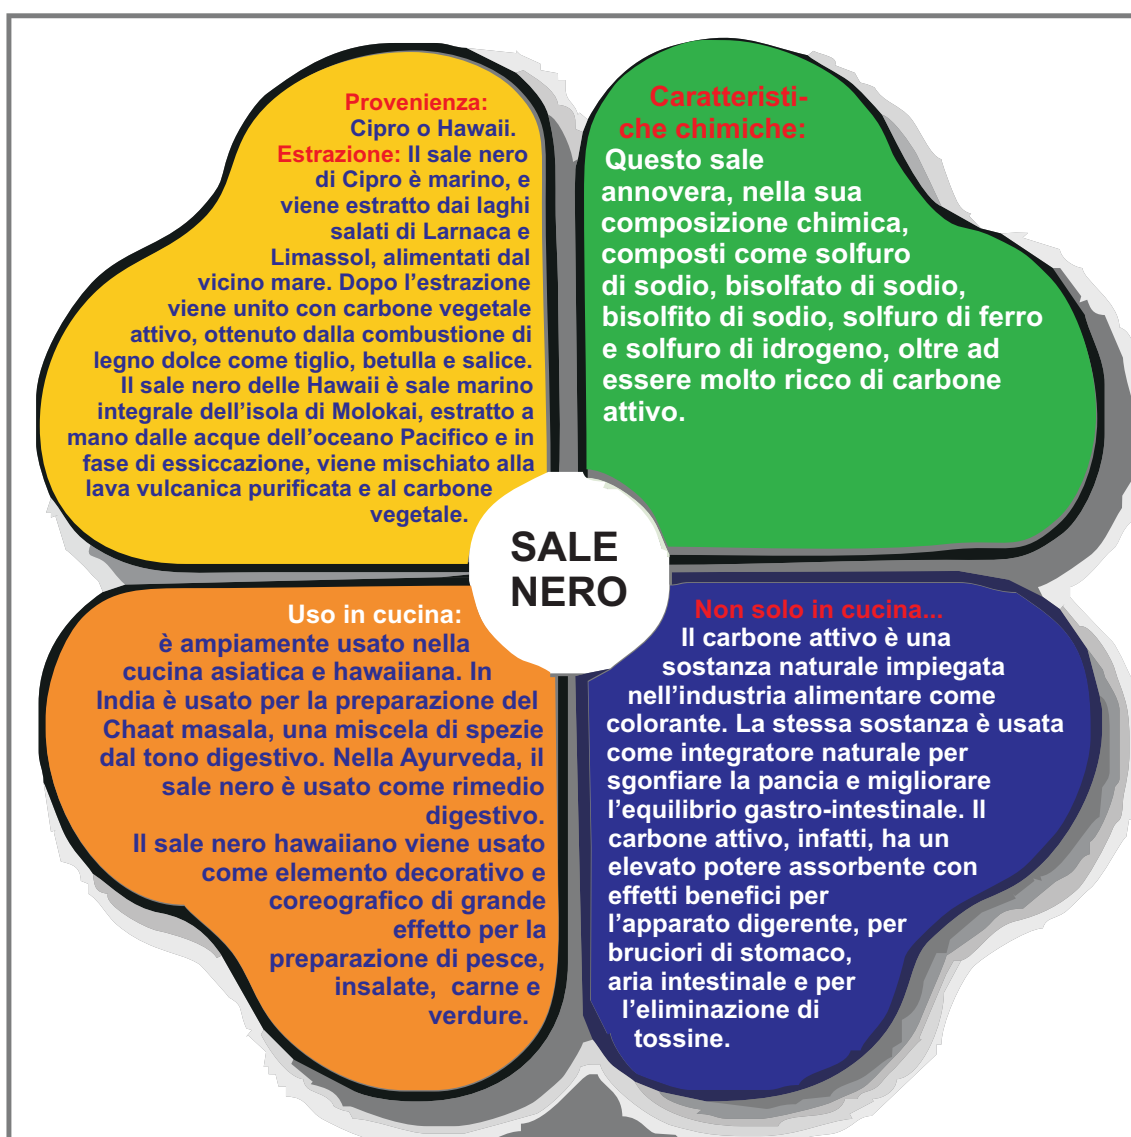 Provenienza:
Cipro o Hawaii.
Estrazione: Il sale nero
di Cipro è marino, e
viene estratto dai laghi
salati di Larnaca e
Limassol, alimentati dal
vicino mare. Dopo l’estrazione
viene unito con carbone vegetale
attivo, ottenuto dalla combustione di
legno dolce come tiglio, betulla e salice.
Il sale nero delle Hawaii è sale marino
integrale dell’isola di Molokai, estratto a
mano dalle acque dell’oceano Pacifico e in
fase di essiccazione, viene mischiato alla
lava vulcanica purificata e al carbone
vegetale.
Caratteristi-
che chimiche:
Questo sale
annovera, nella sua
composizione chimica,
composti come solfuro
di sodio, bisolfato di sodio,
bisolfito di sodio, solfuro di ferro
e solfuro di idrogeno, oltre ad
essere molto ricco di carbone
attivo.
SALE
NERO
Uso in cucina:
è ampiamente usato nella
cucina asiatica e hawaiiana. In
India è usato per la preparazione del
Chaat masala, una miscela di spezie
dal tono digestivo. Nella Ayurveda, il
sale nero è usato come rimedio
digestivo.
Il sale nero hawaiiano viene usato
come elemento decorativo e
coreografico di grande
effetto per la
preparazione di pesce,
insalate, carne e
verdure.
Non solo in cucina...
Il carbone attivo è una
sostanza naturale impiegata
nell’industria alimentare come
colorante. La stessa sostanza è usata
come integratore naturale per
sgonfiare la pancia e migliorare
l’equilibrio gastro-intestinale. Il
carbone attivo, infatti, ha un
elevato potere assorbente con
effetti benefici per
l’apparato digerente, per
bruciori di stomaco,
aria intestinale e per
l’eliminazione di
tossine.